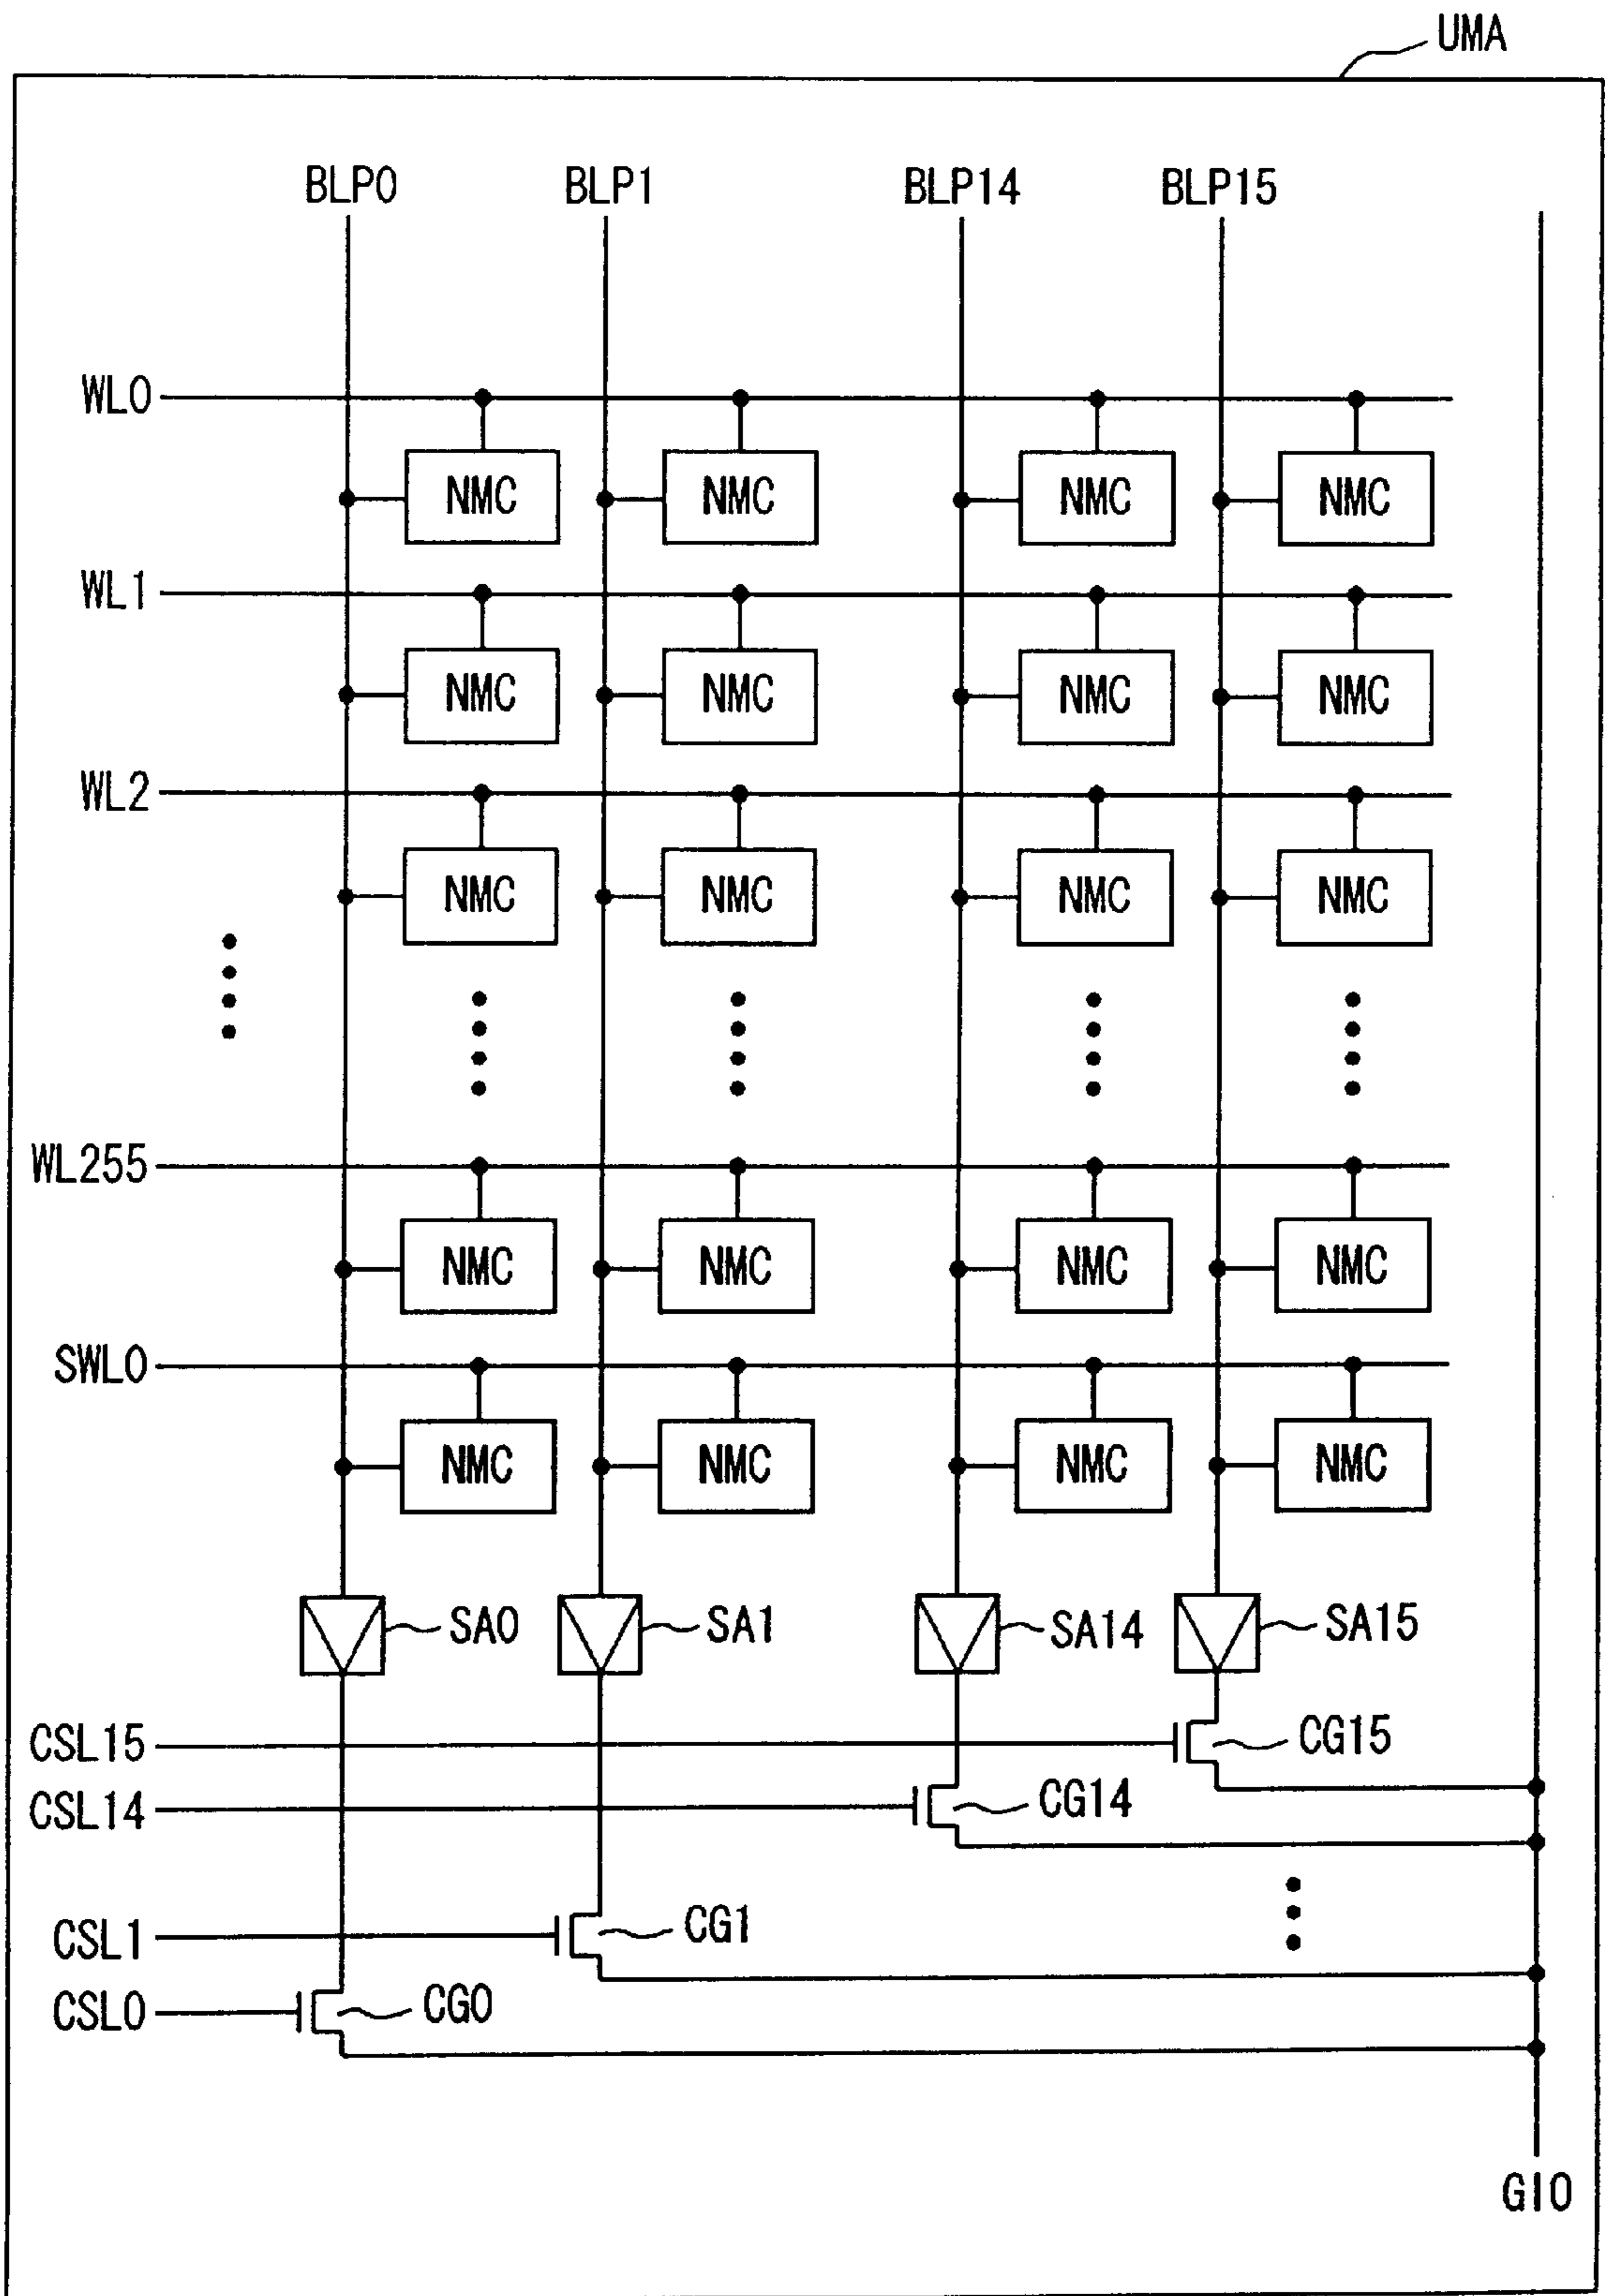 UMA
BLP0 BLP1 BLP14 BLP15
WL0
NMC NMC NMC NMC
WL1
NMC NMC NMC NMC
WL2
NMC NMC NMC NMC
WL255
NMC NMC NMC NMC
SWL0
NMC NMC NMC NMC
SA0 SA1 SA14 SA15
CSL15 CG15
CSL14 CG14
CSL1 CG1
CSL0 CG0
GIO